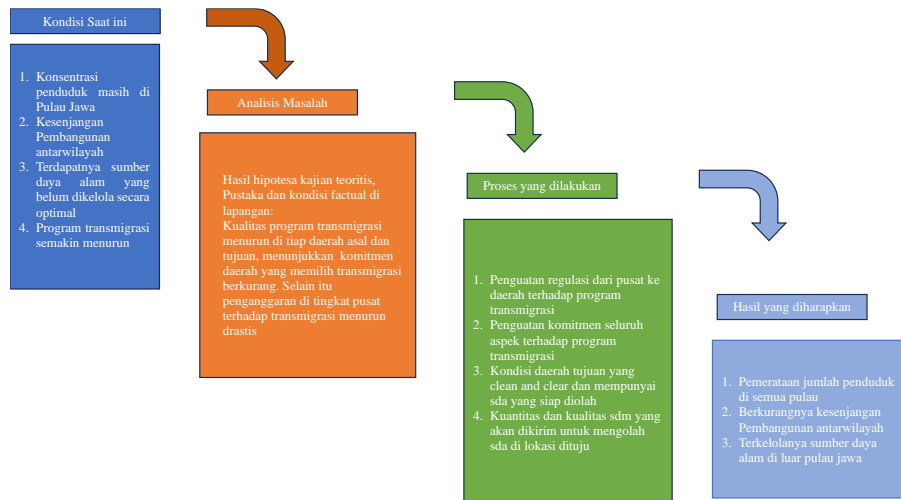 Kondisi Saat ini
1. Konsentrasi
penduduk masih di
Pulau Jawa
2. Kesenjangan
Pembangunan
antarwilayah
3. Terdapatnya sumber
daya alam yang
belum dikelola secara
optimal
4. Program transmigrasi
semakin menurun
Analisis Masalah
Hasil hipotesa kajian teoritis,
Pustaka dan kondisi factual di
lapangan:
Kualitas program transmigrasi
menurun di tiap daerah asal dan
tujuan, menunjukkan komitmen
daerah yang memilih transmigrasi
berkurang. Selain itu
penganggaran di tingkat pusat
terhadap transmigrasi menurun
drastis
Proses yang dilakukan
1. Penguatan regulasi dari pusat ke
daerah terhadap program
transmigrasi
2. Penguatan komitmen seluruh
aspek terhadap program
transmigrasi
3. Kondisi daerah tujuan yang
clean and clear dan mempunyai
sda yang siap diolah
4. Kuantitas dan kualitas sdm yang
akan dikirim untuk mengolah
sda di lokasi dituju
Hasil yang diharapkan
1. Pemerataan jumlah penduduk
di semua pulau
2. Berkurangnya kesenjangan
Pembangunan antarwilayah
3. Terkelolanya sumber daya
alam di luar pulau jawa